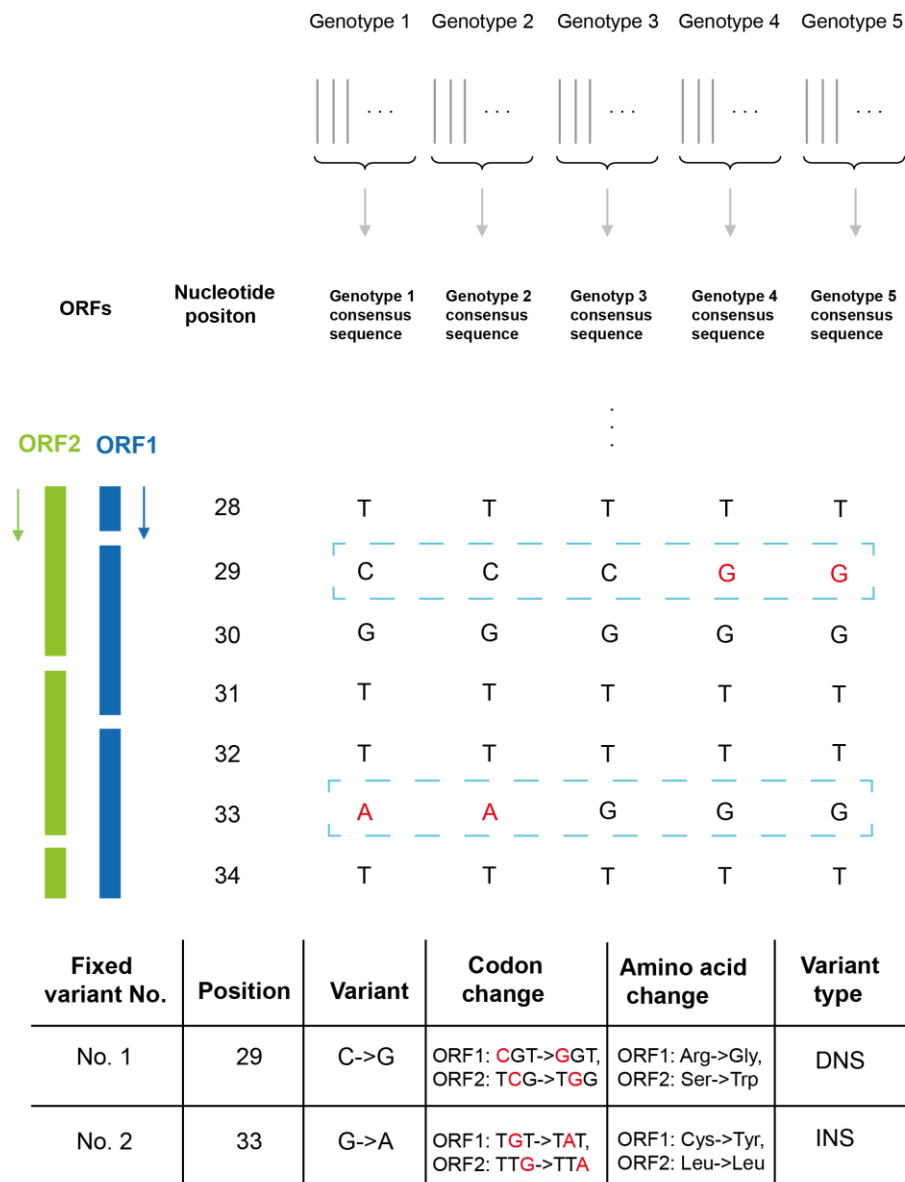 Genotype 1 Genotype 2 Genotype 3 Genotype 4 Genotype 5
... ... ... ... ...
ORFs
Nucleotide
positon
Genotype 1
consensus
sequence
Genotype 2
consensus
sequence
Genotyp 3
consensus
sequence
Genotype 4
consensus
sequence
Genotype 5
consensus
sequence
ORF2 ORF1
28 T T T T T
29 C C C G G
30 G G G G G
31 T T T T T
32 T T T T T
33 A A G G G
34 T T T T T
Fixed
variant No.
Position
Variant
Codon
change
Amino acid
change
Variant
type
No. 1
29
C->G
ORF1: CGT->GGT,
ORF2: TCG->TGG
ORF1: Arg->Gly,
ORF2: Ser->Trp
DNS
No. 2
33
G->A
ORF1: TGT->TAT,
ORF2: TTG->TTA
ORF1: Cys->Tyr,
ORF2: Leu->Leu
INS